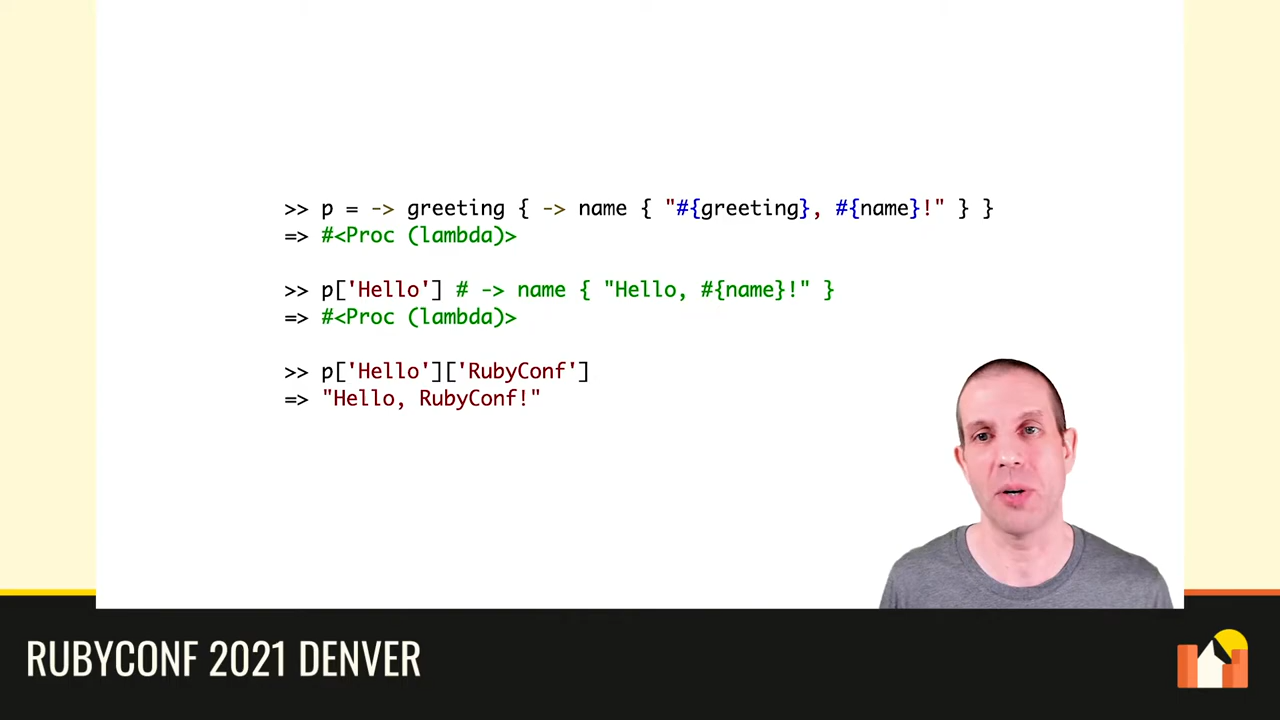 >> p = -> greeting { -> name { "#{greeting}, #{name}!" } }
=> #<Proc (lambda)>
>> p['Hello'] # -> name { "Hello, #{name}!" }
=> #<Proc (lambda)>
>> p['Hello']['RubyConf']
=> "Hello, RubyConf!"
RUBYCONF 2021 DENVER